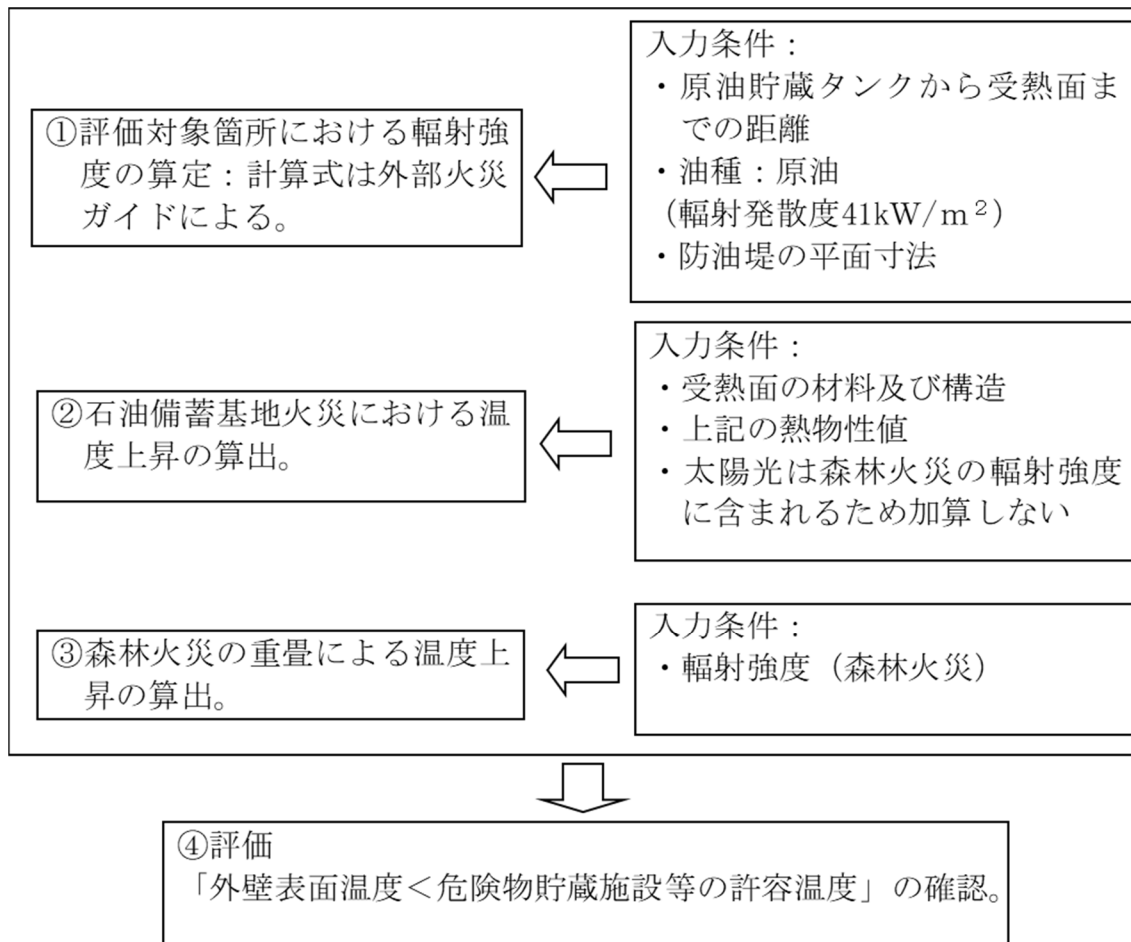 ①評価対象箇所における輻射強
度の算定：計算式は外部火災
ガイドによる。
入力条件：
・原油貯蔵タンクから受熱面ま
での距離
・油種：原油
（輻射発散度41kW/m²）
・防油堤の平面寸法
②石油備蓄基地火災における温
度上昇の算出。
入力条件：
・受熱面の材料及び構造
・上記の熱物性値
・太陽光は森林火災の輻射強度
に含まれるため加算しない
③森林火災の重畳による温度上
昇の算出。
入力条件：
・輻射強度（森林火災）
④評価
「外壁表面温度＜危険物貯蔵施設等の許容温度」の確認。